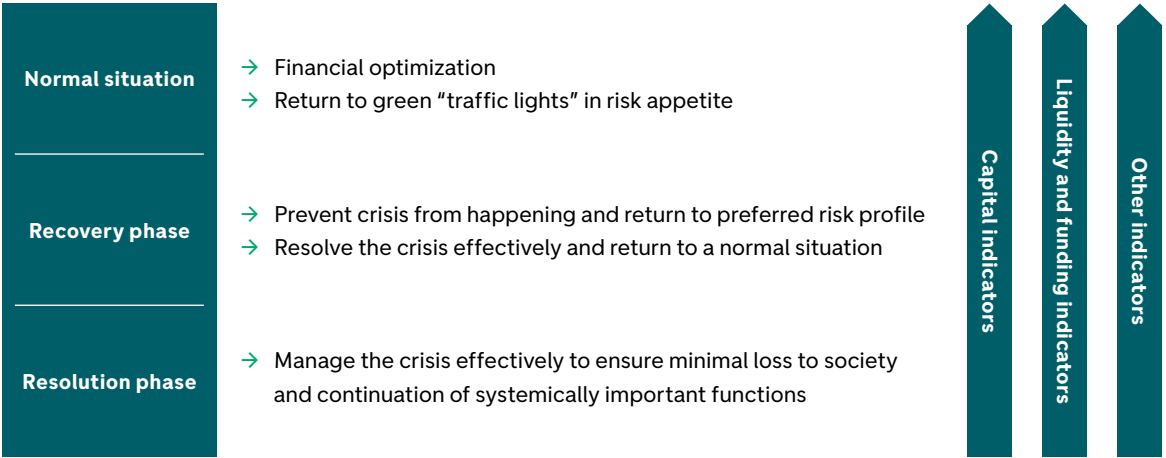 Normal situation
→ Financial optimization
→ Return to green “traffic lights” in risk appetite
Recovery phase
→ Prevent crisis from happening and return to preferred risk profile
→ Resolve the crisis effectively and return to a normal situation
Resolution phase
→ Manage the crisis effectively to ensure minimal loss to society
and continuation of systemically important functions
Capital indicators
Liquidity and funding indicators
Other indicators